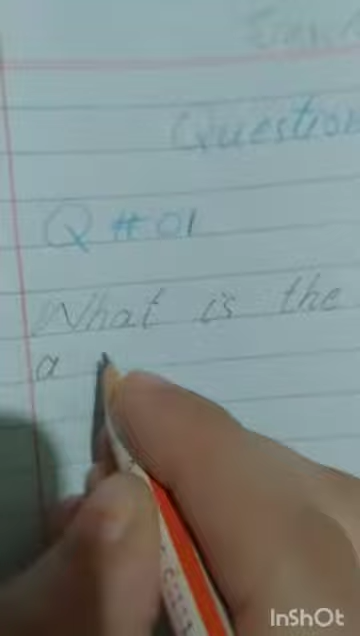 Question
Q #01
What is the
a
InShOt